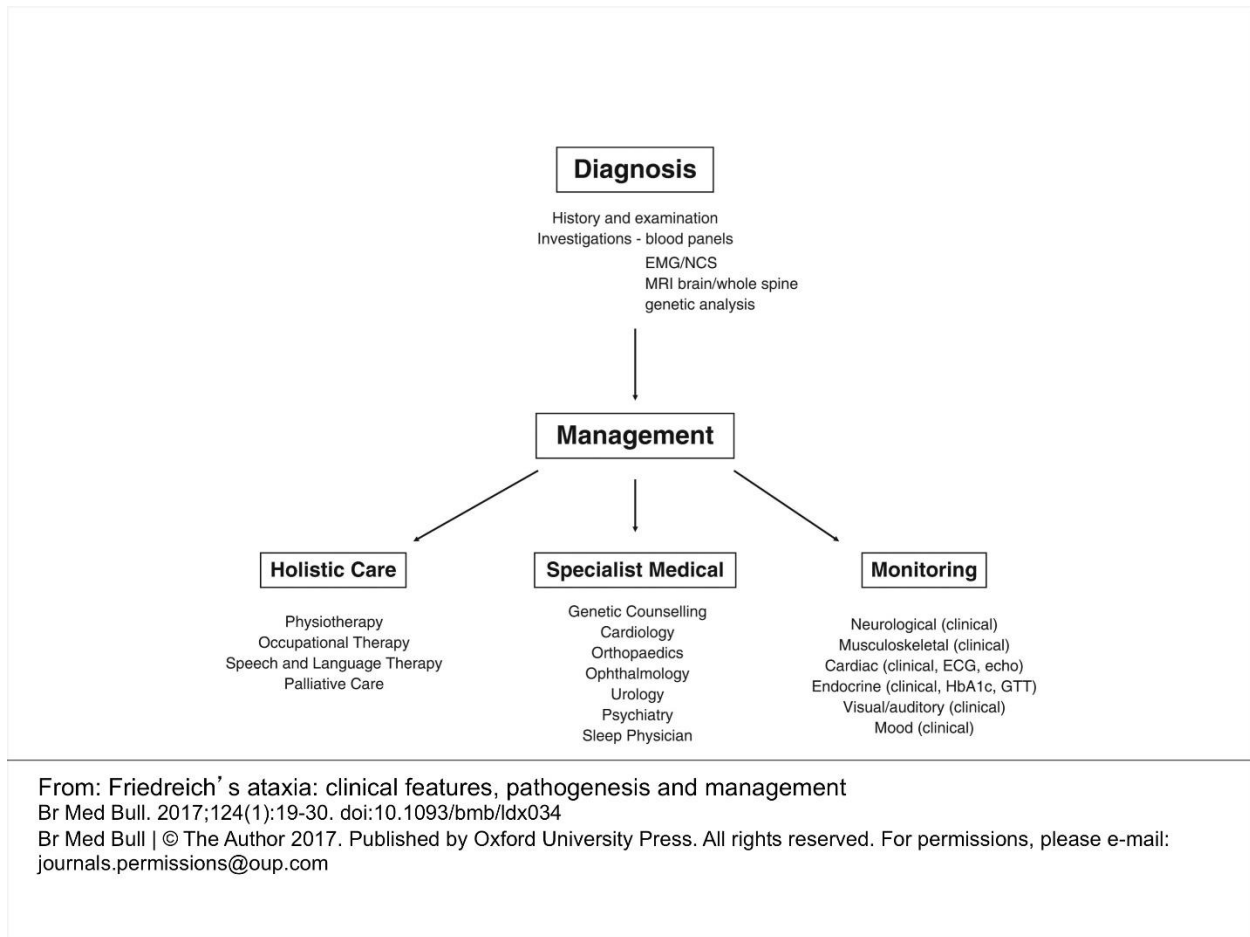 Diagnosis
History and examination
Investigations - blood panels
EMG/NCS
MRI brain/whole spine
genetic analysis
Management
Holistic Care
Physiotherapy
Occupational Therapy
Speech and Language Therapy
Palliative Care
Specialist Medical
Genetic Counselling
Cardiology
Orthopaedics
Ophthalmology
Urology
Psychiatry
Sleep Physician
Monitoring
Neurological (clinical)
Musculoskeletal (clinical)
Cardiac (clinical, ECG, echo)
Endocrine (clinical, HbA1c, GTT)
Visual/auditory (clinical)
Mood (clinical)
From: Friedreich’s ataxia: clinical features, pathogenesis and management
Br Med Bull. 2017;124(1):19-30. doi:10.1093/bmb/ldx034
Br Med Bull | © The Author 2017. Published by Oxford University Press. All rights reserved. For permissions, please e-mail:
journals.permissions@oup.com